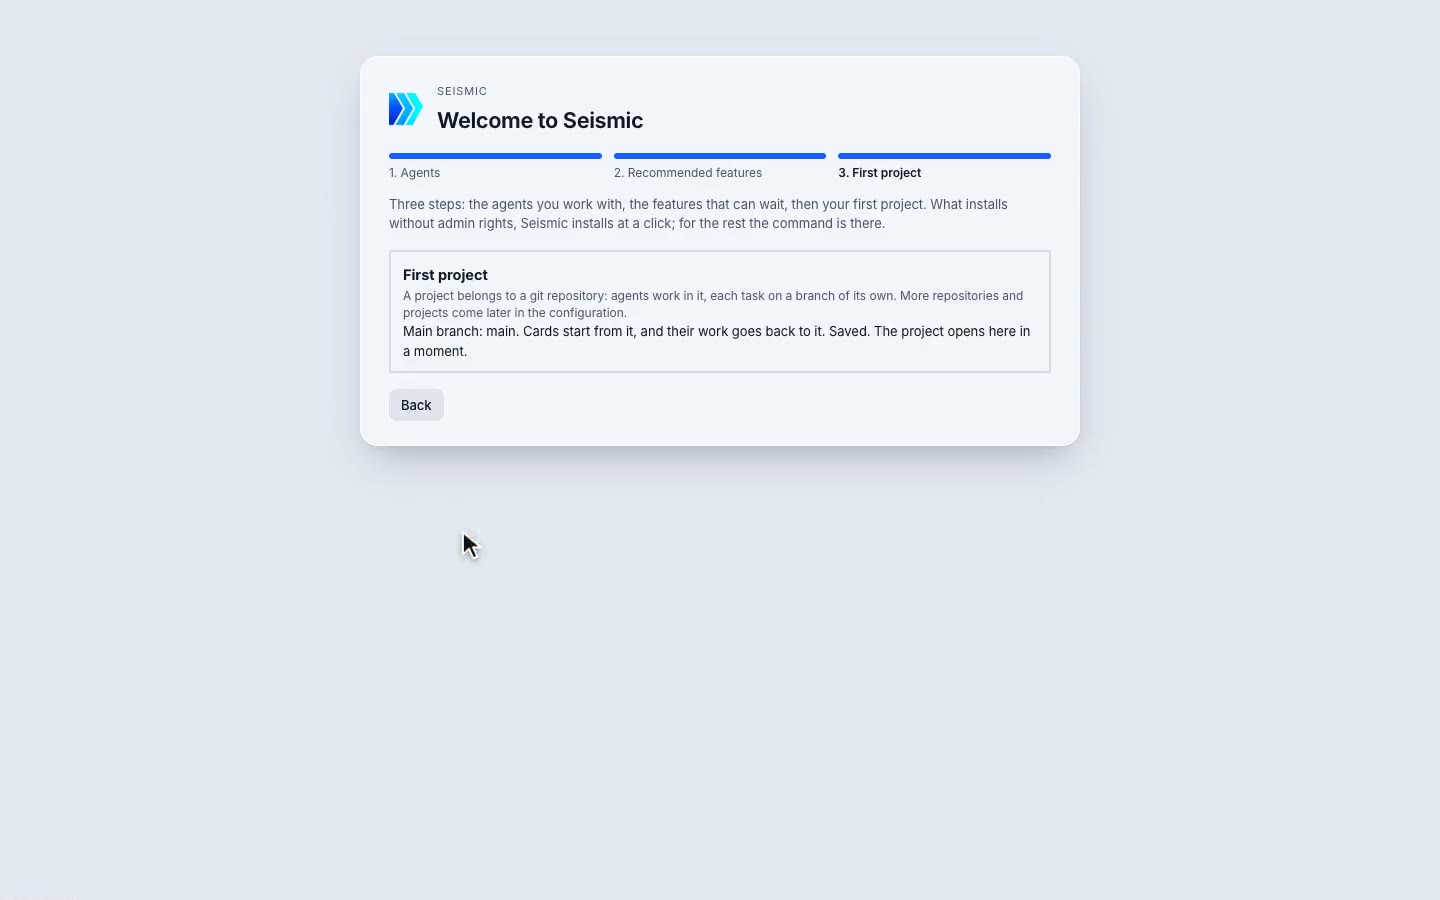 SEISMIC
Welcome to Seismic
1. Agents
2. Recommended features
3. First project
Three steps: the agents you work with, the features that can wait, then your first project. What installs
without admin rights, Seismic installs at a click; for the rest the command is there.
First project
A project belongs to a git repository: agents work in it, each task on a branch of its own. More repositories and
projects come later in the configuration.
Main branch: main. Cards start from it, and their work goes back to it. Saved. The project opens here in
a moment.
Back